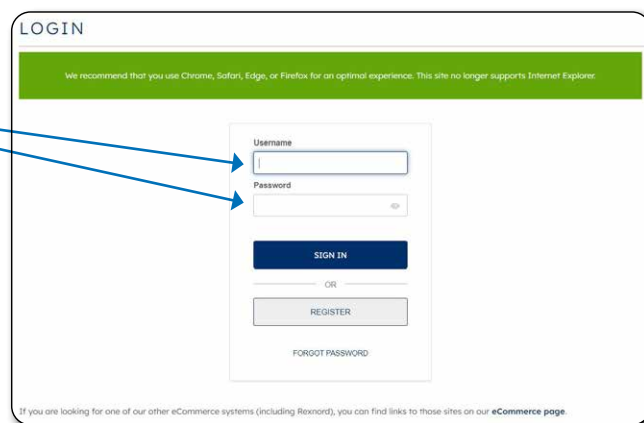 LOGIN
We recommend that you use Chrome, Safari, Edge, or Firefox for an optimal experience. This site no longer supports Internet Explorer.
Username
Password
SIGN IN
OR
REGISTER
FORGOT PASSWORD
If you are looking for one of our other eCommerce systems (including Rexnord), you can find links to those sites on our eCommerce page.